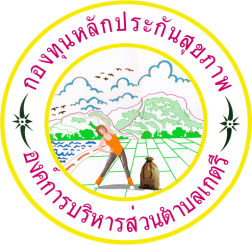 กองทุนหลักประกันสุขภาพ
องค์การบริหารส่วนตำบลเกตรี